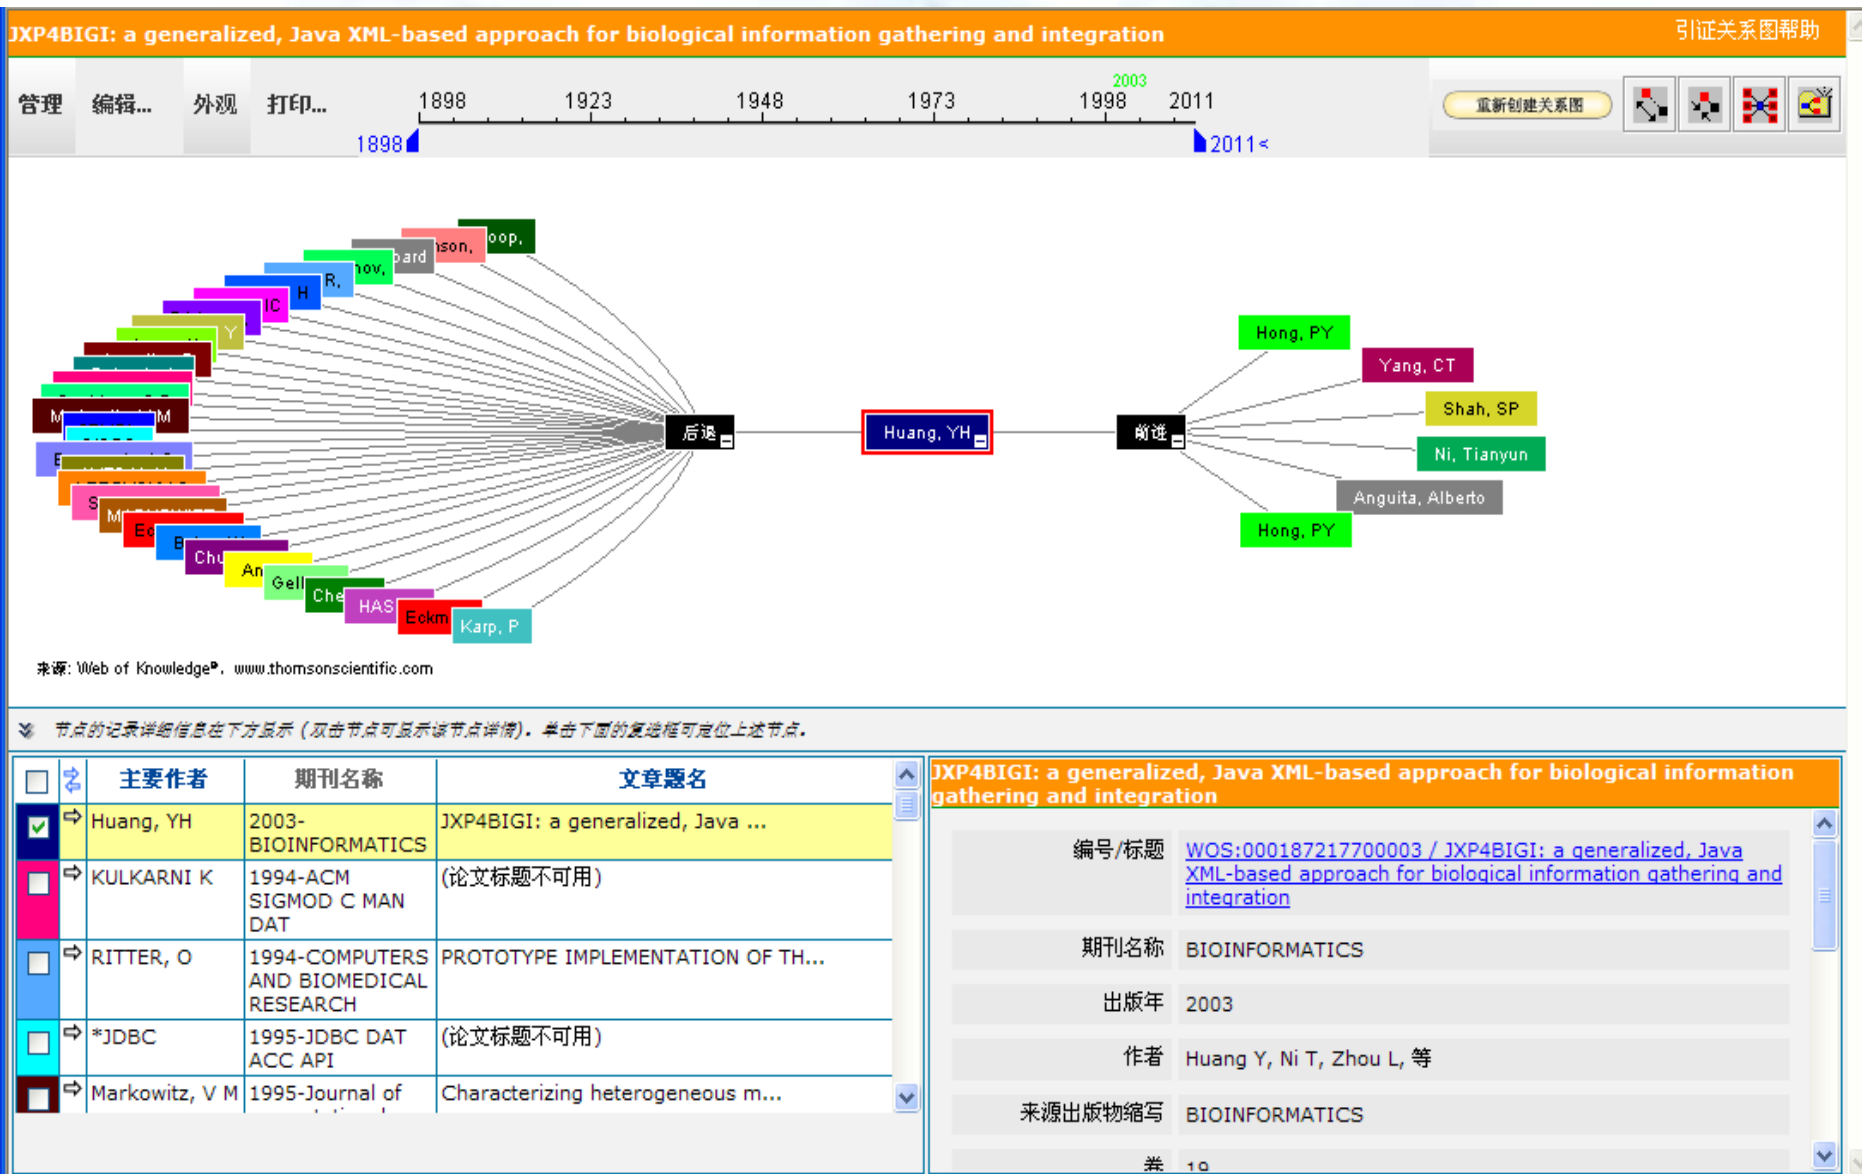 JXP4BIGI: a generalized, Java XML-based approach for biological information gathering and integration
引证关系图帮助
管理 编辑... 外观 打印...
2003
1898 1923 1948 1973 1998 2011
1898 2011<
重新创建关系图
oop,
nson,
pard
nov,
R,
H
IC
Y
Hong, PY
Yang, CT
Shah, SP
后退 Huang, YH 前进
Ni, Tianyun
Anguita, Alberto
Hong, PY
M
Ec
Chu
An
Gell
Che
HAS
Eckm
Karp, P
来源: Web of Knowledge®. www.thomsonscientific.com
节点的记录详细信息在下方显示 (双击节点可显示该节点详情). 单击下面的复选框可定位上述节点.
主要作者 期刊名称 文章题名
Huang, YH 2003-BIOINFORMATICS JXP4BIGI: a generalized, Java ...
KULKARNI K 1994-ACM SIGMOD C MAN DAT (论文标题不可用)
RITTER, O 1994-COMPUTERS AND BIOMEDICAL RESEARCH PROTOTYPE IMPLEMENTATION OF TH...
*JDBC 1995-JDBC DAT ACC API (论文标题不可用)
Markowitz, V M 1995-Journal of Characterizing heterogeneous m...
JXP4BIGI: a generalized, Java XML-based approach for biological information
gathering and integration
编号/标题 WOS:000187217700003 / JXP4BIGI: a generalized, Java
XML-based approach for biological information gathering and
integration
期刊名称 BIOINFORMATICS
出版年 2003
作者 Huang Y, Ni T, Zhou L, 等
来源出版物缩写 BIOINFORMATICS
卷 19